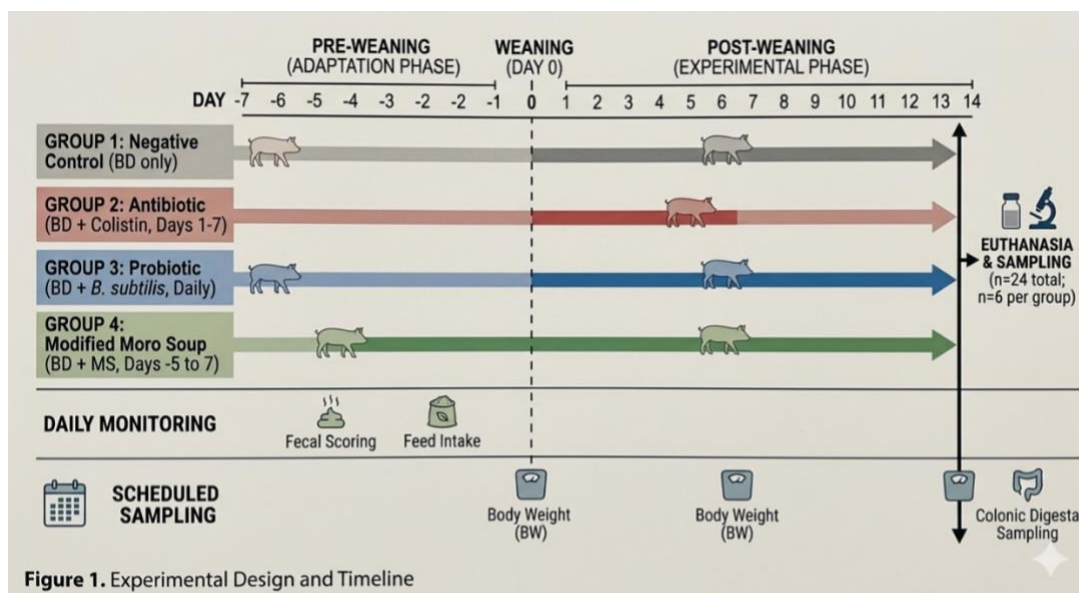 PRE-WEANING
(ADAPTATION PHASE)
WEANING
(DAY 0)
POST-WEANING
(EXPERIMENTAL PHASE)
DAY -7 -6 -5 -4 -3 -2 -2 -1 0 1 2 3 4 5 6 7 8 9 10 11 12 13 14
GROUP 1: Negative
Control (BD only)
GROUP 2: Antibiotic
(BD + Colistin, Days 1-7)
GROUP 3: Probiotic
(BD + B. subtilis, Daily)
GROUP 4:
Modified Moro Soup
(BD + MS, Days -5 to 7)
EUTHANASIA
& SAMPLING
(n=24 total;
n=6 per group)
DAILY MONITORING
Fecal Scoring
Feed Intake
SCHEDULED
SAMPLING
Body Weight
(BW)
Body Weight
(BW)
Colonic Digesta
Sampling
Figure 1. Experimental Design and Timeline